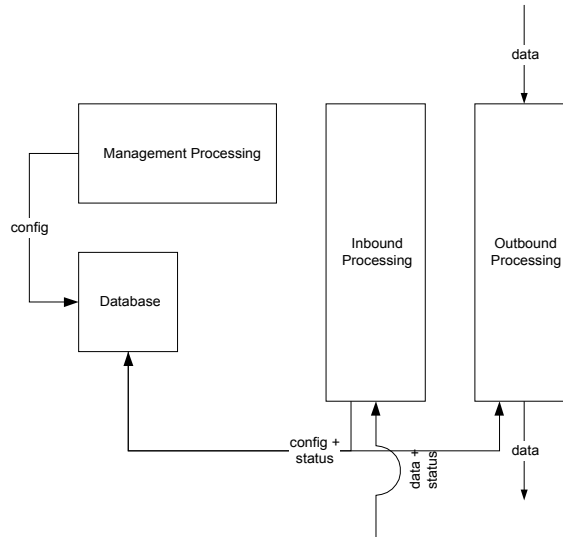 data
Management Processing
config
Inbound
Processing
Outbound
Processing
Database
config +
status
data +
status
data